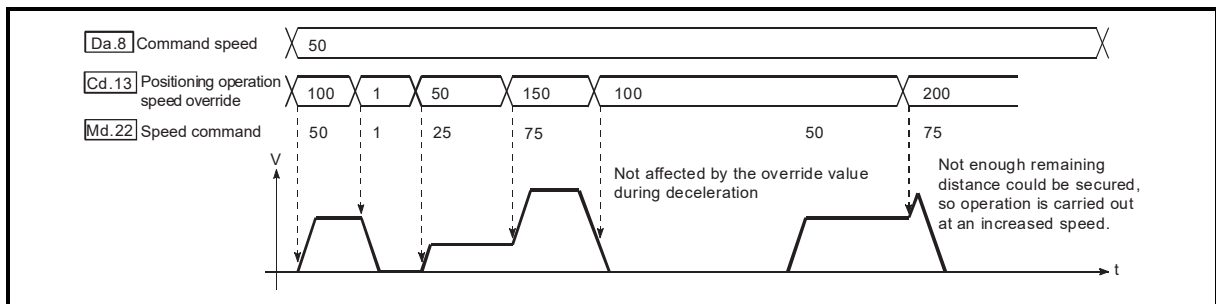 Da.8 Command speed
50
Cd.13 Positioning operation
speed override
100 1 50 150 100 200
Md.22 Speed command
50 1 25 75 50 75
V
Not affected by the override value
during deceleration
Not enough remaining
distance could be secured,
so operation is carried out
at an increased speed.
t